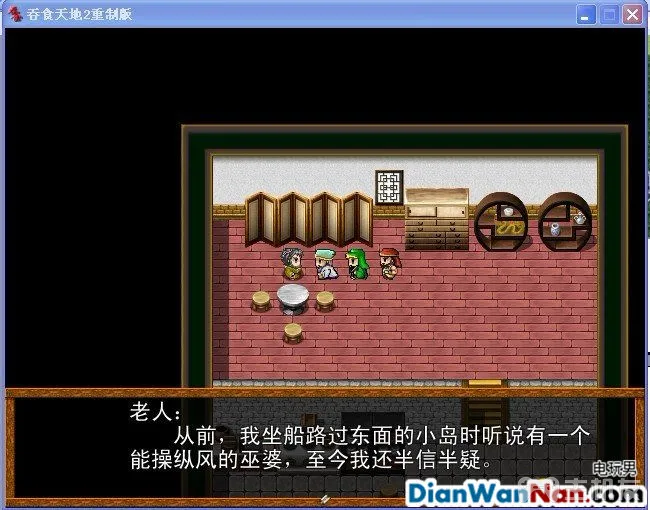 吞食天地2重制版
老人：
从前，我坐船路过东面的小岛时听说有一个
能操纵风的巫婆，至今我还半信半疑。
电玩男
DianWanNan.com